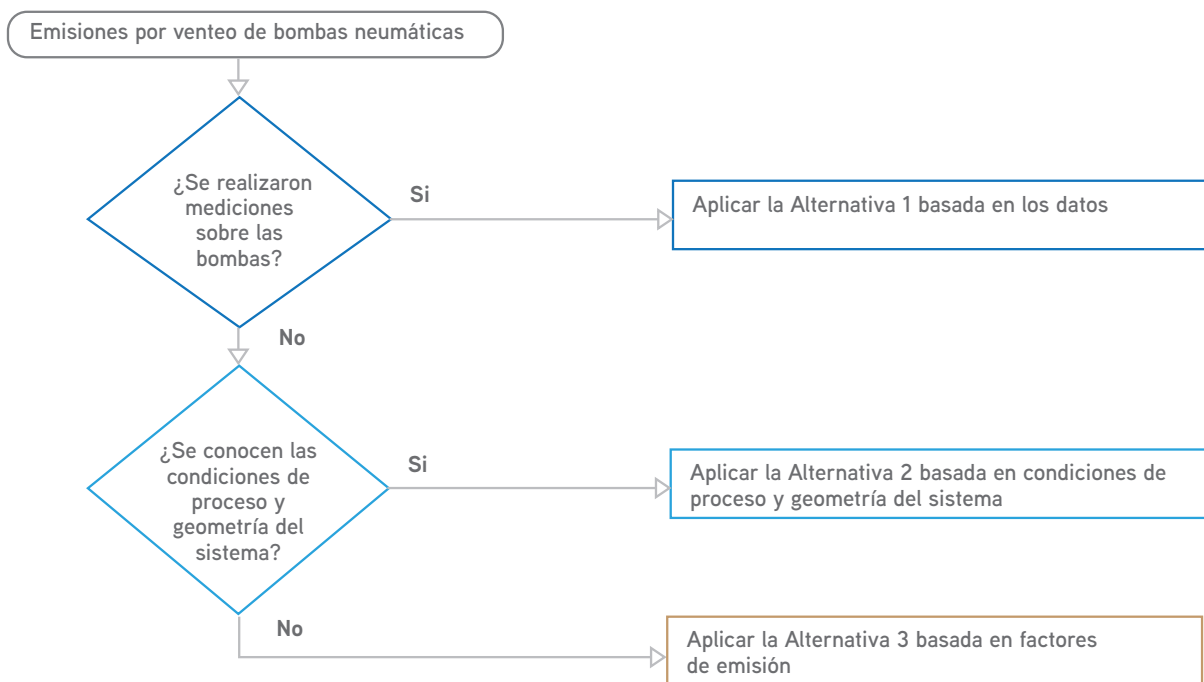 Emisiones por venteo de bombas neumáticas
¿Se realizaron
mediciones
sobre las
bombas?
Si
Aplicar la Alternativa 1 basada en los datos
No
¿Se conocen las
condiciones de
proceso y
geometría del
sistema?
Si
Aplicar la Alternativa 2 basada en condiciones de
proceso y geometría del sistema
No
Aplicar la Alternativa 3 basada en factores
de emisión